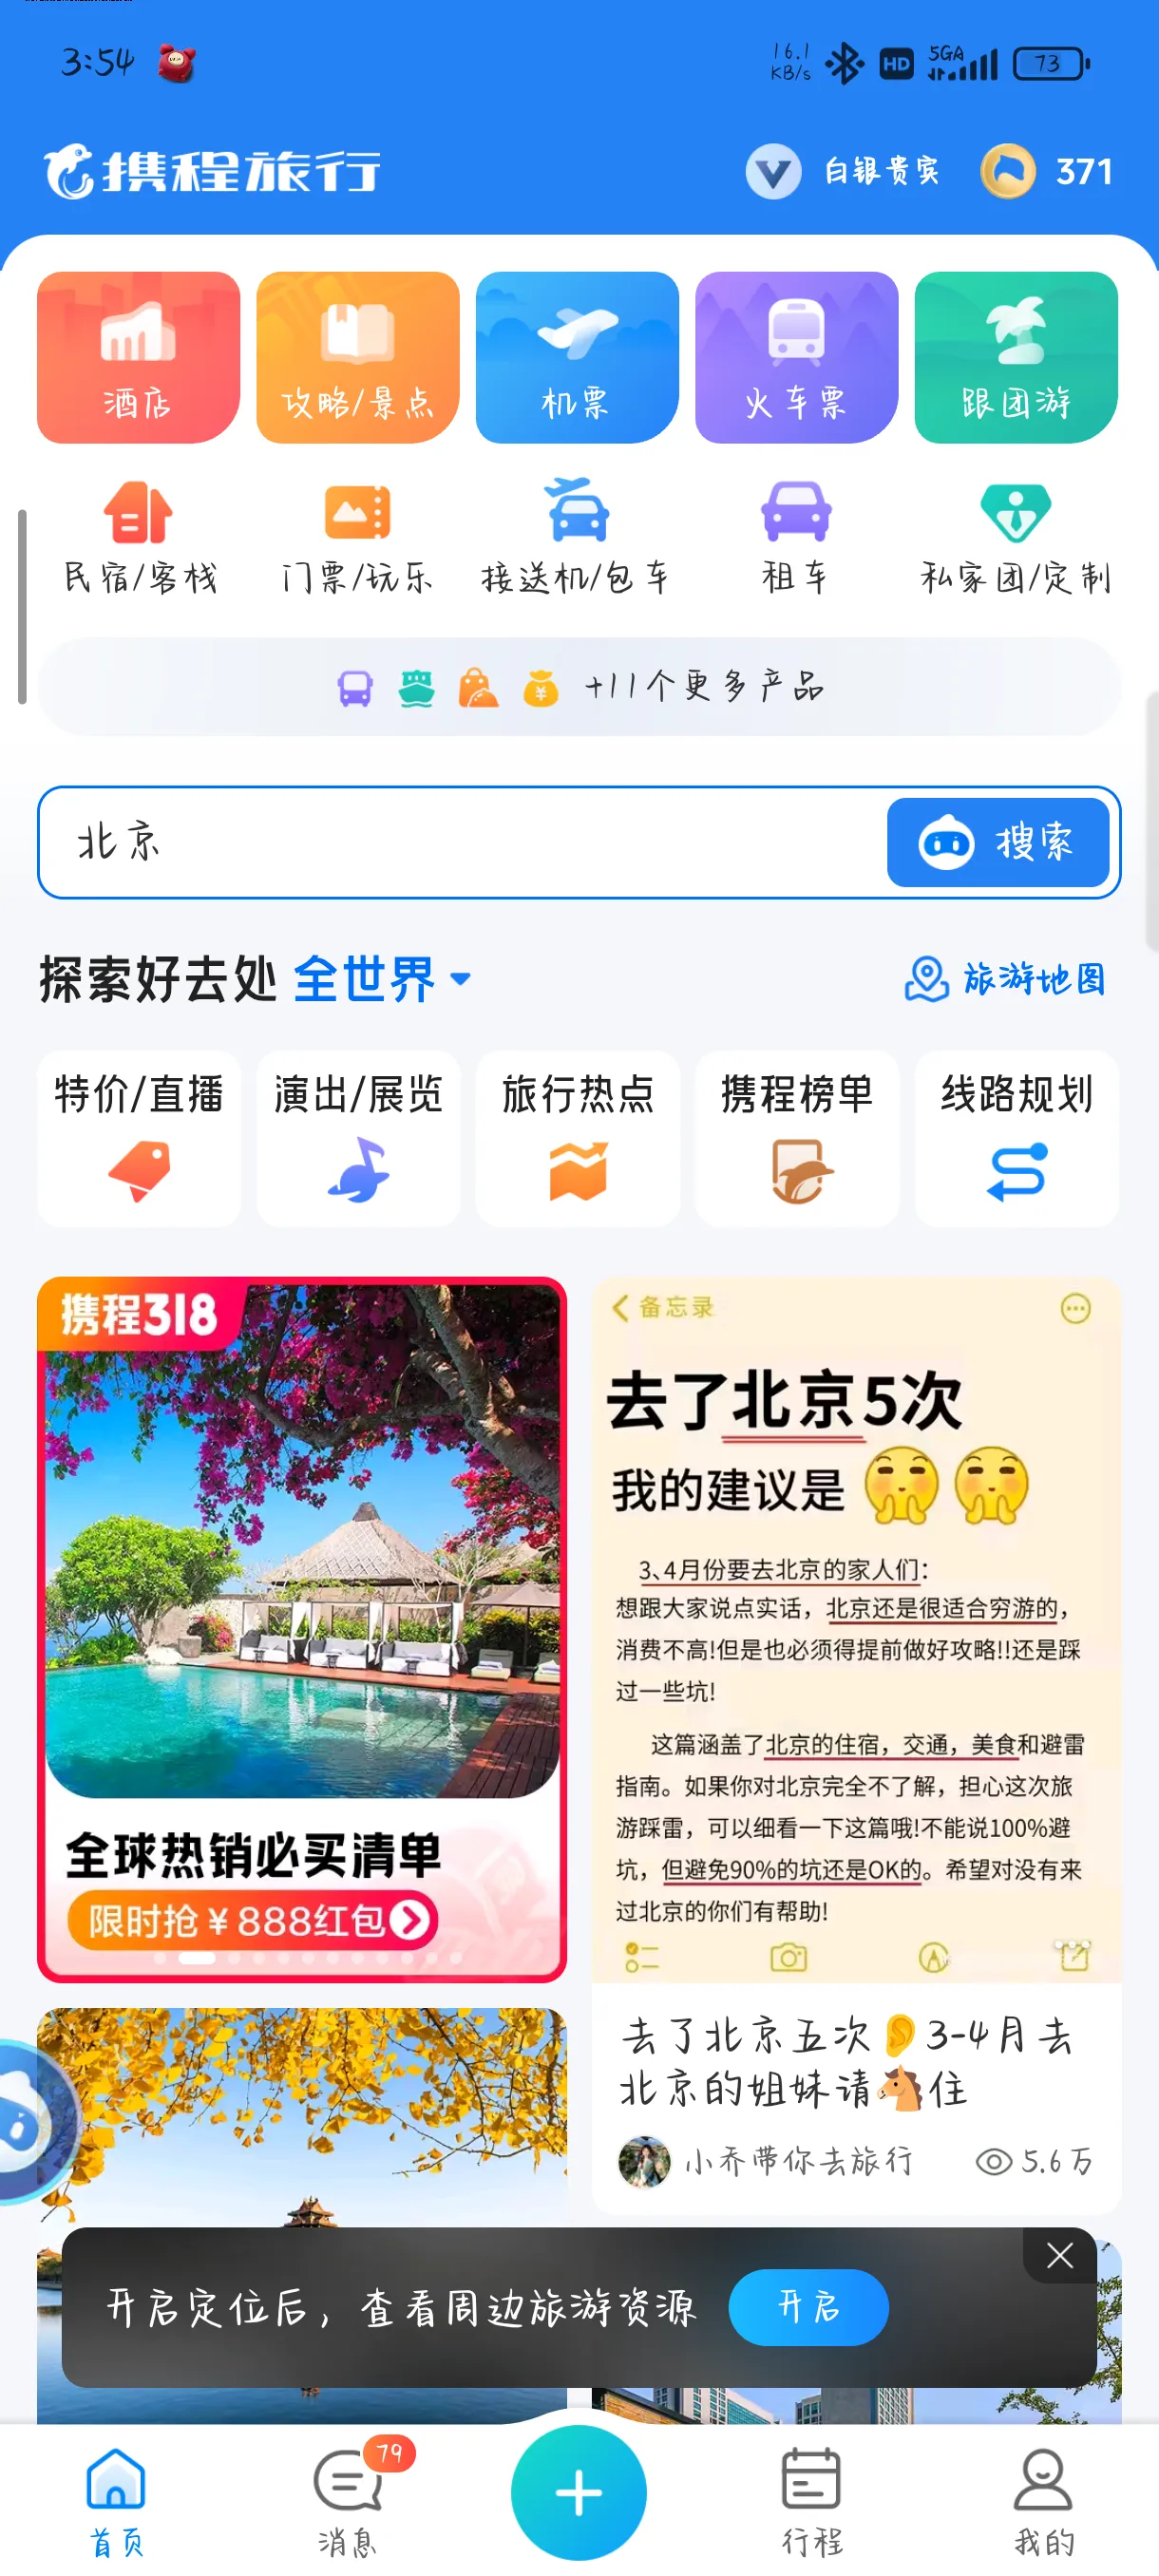 3:54
16.1
KB/s
HD
5GA
73
携程旅行
白银贵宾
371
酒店
攻略/景点
机票
火车票
跟团游
民宿/客栈
门票/玩乐
接送机/包车
租车
私家团/定制
+11个更多产品
北京
搜索
探索好去处 全世界
旅游地图
特价/直播
演出/展览
旅行热点
携程榜单
线路规划
携程318
全球热销必买清单
限时抢￥888红包
备忘录
去了北京5次
我的建议是
3、4月份要去北京的家人们：
想跟大家说点实话，北京还是很适合穷游的，
消费不高!但是也必须得提前做好攻略!!还是踩
过一些坑!
这篇涵盖了北京的住宿，交通，美食和避雷
指南。如果你对北京完全不了解，担心这次旅
游踩雷，可以细看一下这篇哦!不能说100%避
坑，但避免90%的坑还是OK的。希望对没有来
过北京的你们有帮助!
去了北京五次👂3-4月去
北京的姐妹请🐴住
小乔带你去旅行
5.6万
开启定位后，查看周边旅游资源
开启
首页
消息
79
行程
我的